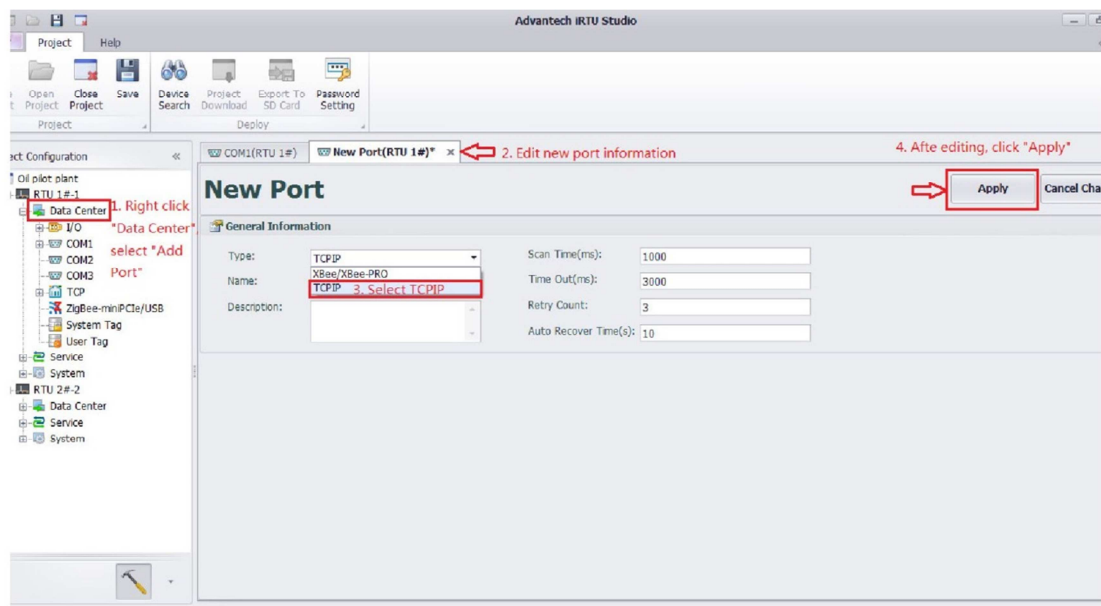 Advantech iRTU Studio
Project Help
Open Close Save Device Project Export To Password
Project Project Search Download SD Card Setting
Project Deploy
Configuration «
COM1(RTU 1#) New Port(RTU 1#)* × 2. Edit new port information
4. Afte editing, click "Apply"
New Port
Apply Cancel Cha
General Information
Type: TCPIP
XBee/XBee-PRO
TCPIP 3. Select TCPIP
Name:
Description:
Scan Time(ms): 1000
Time Out(ms): 3000
Retry Count: 3
Auto Recover Time(s): 10
Oil pilot plant
RTU 1#-1
Data Center
I/O
COM1
COM2
COM3
TCP
ZigBee-miniPCIe/USB
System Tag
User Tag
Service
System
RTU 2#-2
Data Center
Service
System
1. Right click
"Data Center",
select "Add
Port"